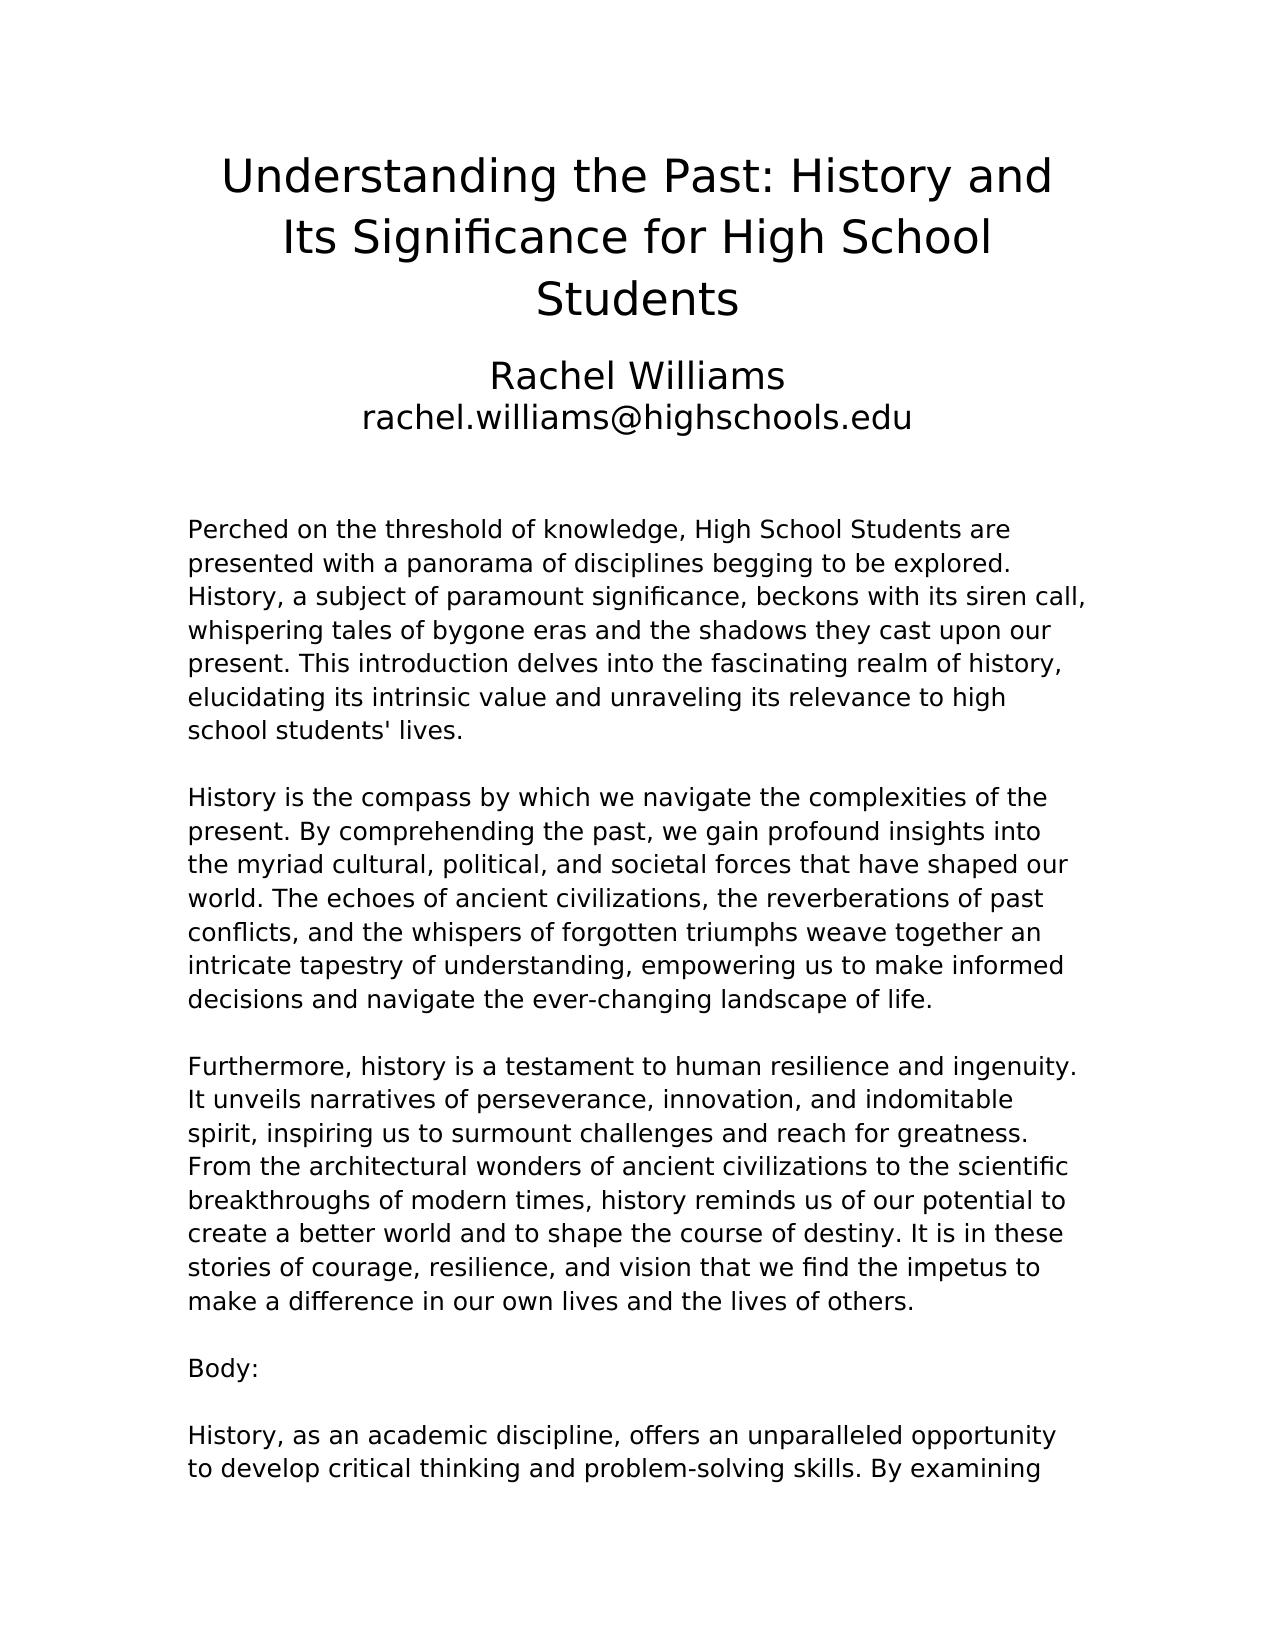 Understanding the Past: History and
Its Significance for High School
Students
Rachel Williams
rachel.williams@highschools.edu
Perched on the threshold of knowledge, High School Students are
presented with a panorama of disciplines begging to be explored.
History, a subject of paramount significance, beckons with its siren call,
whispering tales of bygone eras and the shadows they cast upon our
present. This introduction delves into the fascinating realm of history,
elucidating its intrinsic value and unraveling its relevance to high
school students' lives.
History is the compass by which we navigate the complexities of the
present. By comprehending the past, we gain profound insights into
the myriad cultural, political, and societal forces that have shaped our
world. The echoes of ancient civilizations, the reverberations of past
conflicts, and the whispers of forgotten triumphs weave together an
intricate tapestry of understanding, empowering us to make informed
decisions and navigate the ever-changing landscape of life.
Furthermore, history is a testament to human resilience and ingenuity.
It unveils narratives of perseverance, innovation, and indomitable
spirit, inspiring us to surmount challenges and reach for greatness.
From the architectural wonders of ancient civilizations to the scientific
breakthroughs of modern times, history reminds us of our potential to
create a better world and to shape the course of destiny. It is in these
stories of courage, resilience, and vision that we find the impetus to
make a difference in our own lives and the lives of others.
Body:
History, as an academic discipline, offers an unparalleled opportunity
to develop critical thinking and problem-solving skills. By examining